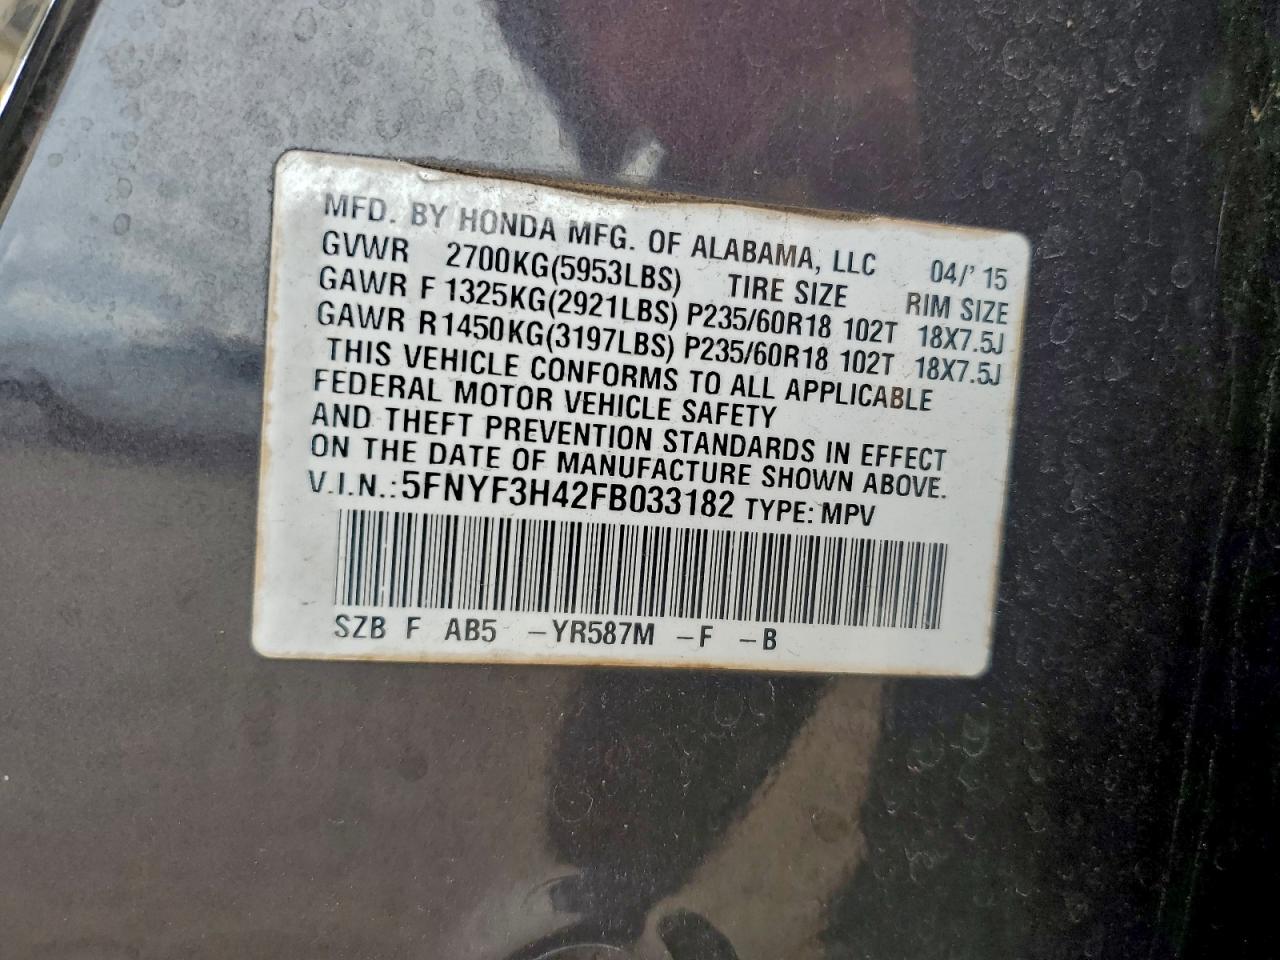 MFD. BY HONDA MFG. OF ALABAMA, LLC 04/'15
GVWR 2700KG(5953LBS) TIRE SIZE RIM SIZE
GAWR F 1325KG(2921LBS) P235/60R18 102T 18X7.5J
GAWR R 1450KG(3197LBS) P235/60R18 102T 18X7.5J
THIS VEHICLE CONFORMS TO ALL APPLICABLE
FEDERAL MOTOR VEHICLE SAFETY
AND THEFT PREVENTION STANDARDS IN EFFECT
ON THE DATE OF MANUFACTURE SHOWN ABOVE.
V.I.N.: 5FNYF3H42FB033182 TYPE: MPV
SZB F AB5 -YR587M -F -B